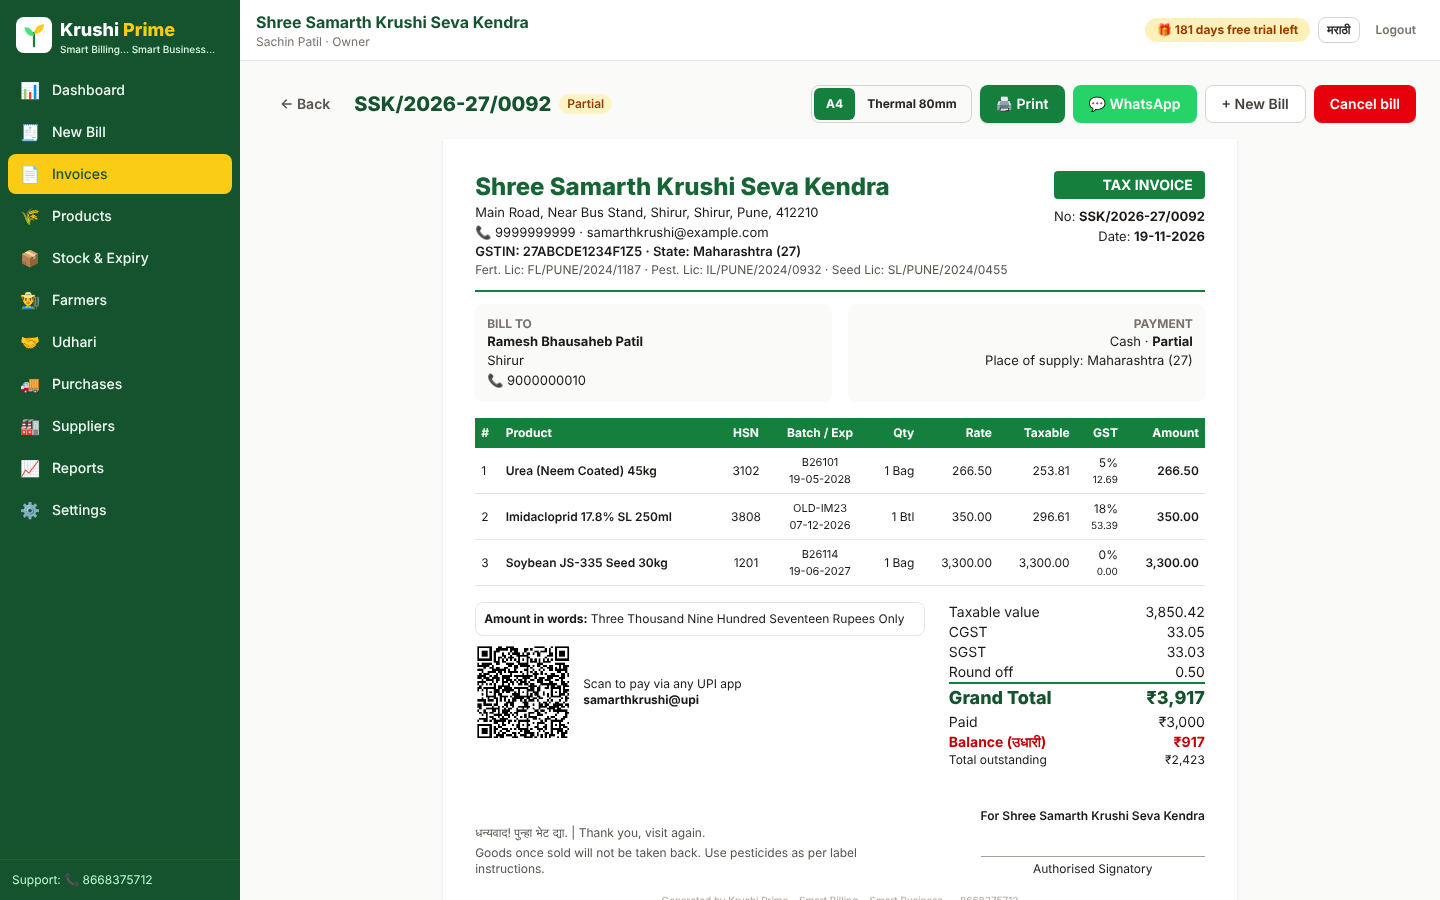 Krushi Prime
Smart Billing... Smart Business...
Dashboard
New Bill
Invoices
Products
Stock & Expiry
Farmers
Udhari
Purchases
Suppliers
Reports
Settings
Support: 📞 8668375712
Shree Samarth Krushi Seva Kendra
Sachin Patil · Owner
🎁 181 days free trial left
मराठी
Logout
← Back
SSK/2026-27/0092
Partial
A4
Thermal 80mm
🖨️ Print
💬 WhatsApp
+ New Bill
Cancel bill
Shree Samarth Krushi Seva Kendra
Main Road, Near Bus Stand, Shirur, Shirur, Pune, 412210
📞 9999999999 · samarthkrushi@example.com
GSTIN: 27ABCDE1234F1Z5 · State: Maharashtra (27)
Fert. Lic: FL/PUNE/2024/1187 · Pest. Lic: IL/PUNE/2024/0932 · Seed Lic: SL/PUNE/2024/0455
TAX INVOICE
No: SSK/2026-27/0092
Date: 19-11-2026
BILL TO
Ramesh Bhausaheb Patil
Shirur
📞 9000000010
PAYMENT
Cash · Partial
Place of supply: Maharashtra (27)
# Product HSN Batch / Exp Qty Rate Taxable GST Amount
1 Urea (Neem Coated) 45kg 3102 B26101 19-05-2028 1 Bag 266.50 253.81 5% 12.69 266.50
2 Imidacloprid 17.8% SL 250ml 3808 OLD-IM23 07-12-2026 1 Btl 350.00 296.61 18% 53.39 350.00
3 Soybean JS-335 Seed 30kg 1201 B26114 19-06-2027 1 Bag 3,300.00 3,300.00 0% 0.00 3,300.00
Amount in words: Three Thousand Nine Hundred Seventeen Rupees Only
Scan to pay via any UPI app
samarthkrushi@upi
Taxable value 3,850.42
CGST 33.05
SGST 33.03
Round off 0.50
Grand Total ₹3,917
Paid ₹3,000
Balance (उधारी) ₹917
Total outstanding ₹2,423
धन्यवाद! पुन्हा भेट द्या. | Thank you, visit again.
Goods once sold will not be taken back. Use pesticides as per label
instructions.
For Shree Samarth Krushi Seva Kendra
Authorised Signatory